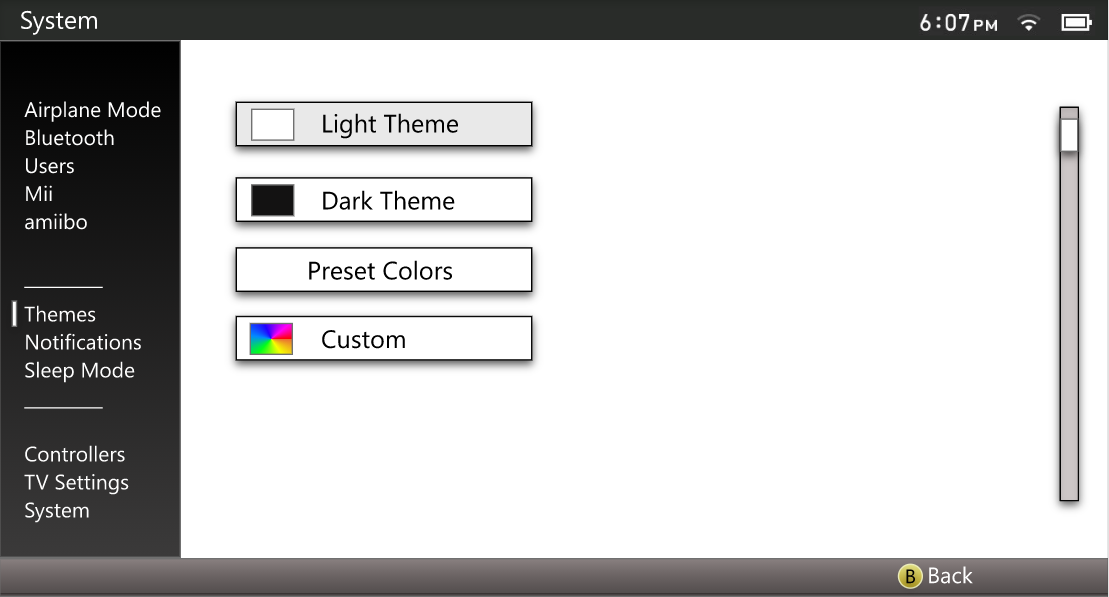 System
6:07PM
Airplane Mode
Bluetooth
Users
Mii
amiibo
Themes
Notifications
Sleep Mode
Controllers
TV Settings
System
Light Theme
Dark Theme
Preset Colors
Custom
B Back